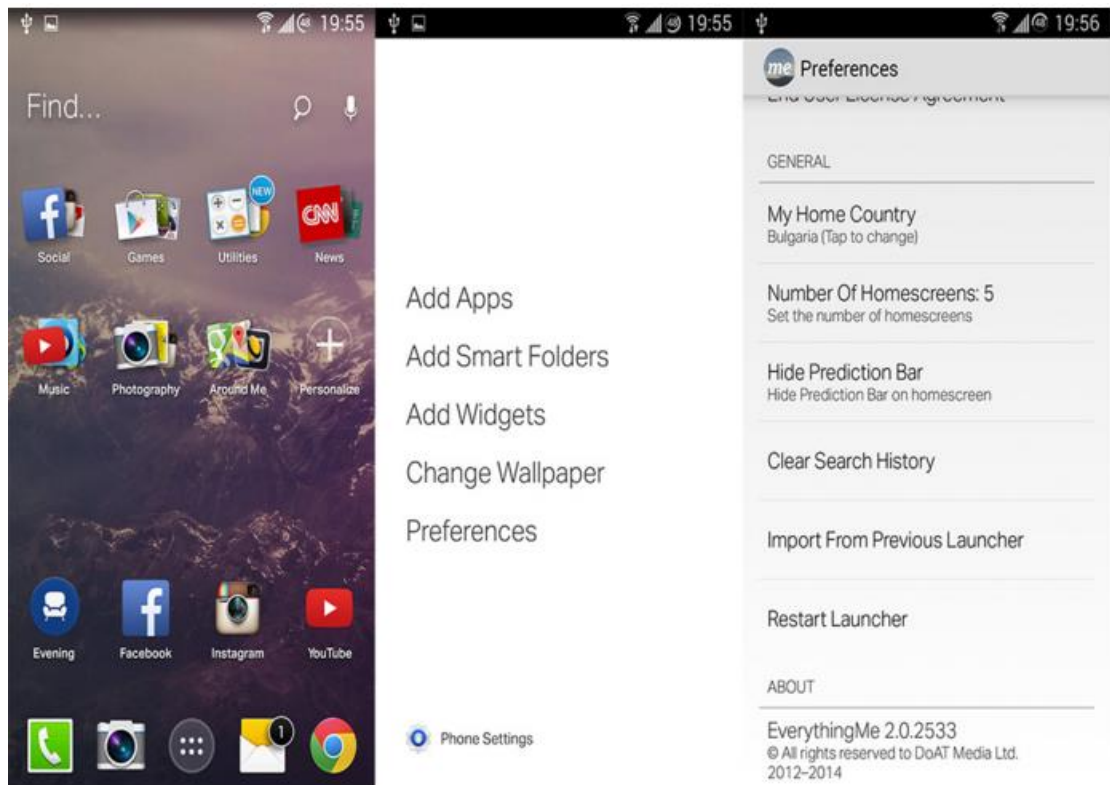 19:55
Find...
NEW
CNN
Social
Games
Utilities
News
Music
Photography
Around Me
Personalize
Evening
Facebook
Instagram
YouTube
1
19:55
Add Apps
Add Smart Folders
Add Widgets
Change Wallpaper
Preferences
Phone Settings
19:56
me Preferences
End User License Agreement
GENERAL
My Home Country
Bulgaria (Tap to change)
Number Of Homescreens: 5
Set the number of homescreens
Hide Prediction Bar
Hide Prediction Bar on homescreen
Clear Search History
Import From Previous Launcher
Restart Launcher
ABOUT
EverythingMe 2.0.2533
© All rights reserved to DoAT Media Ltd.
2012–2014